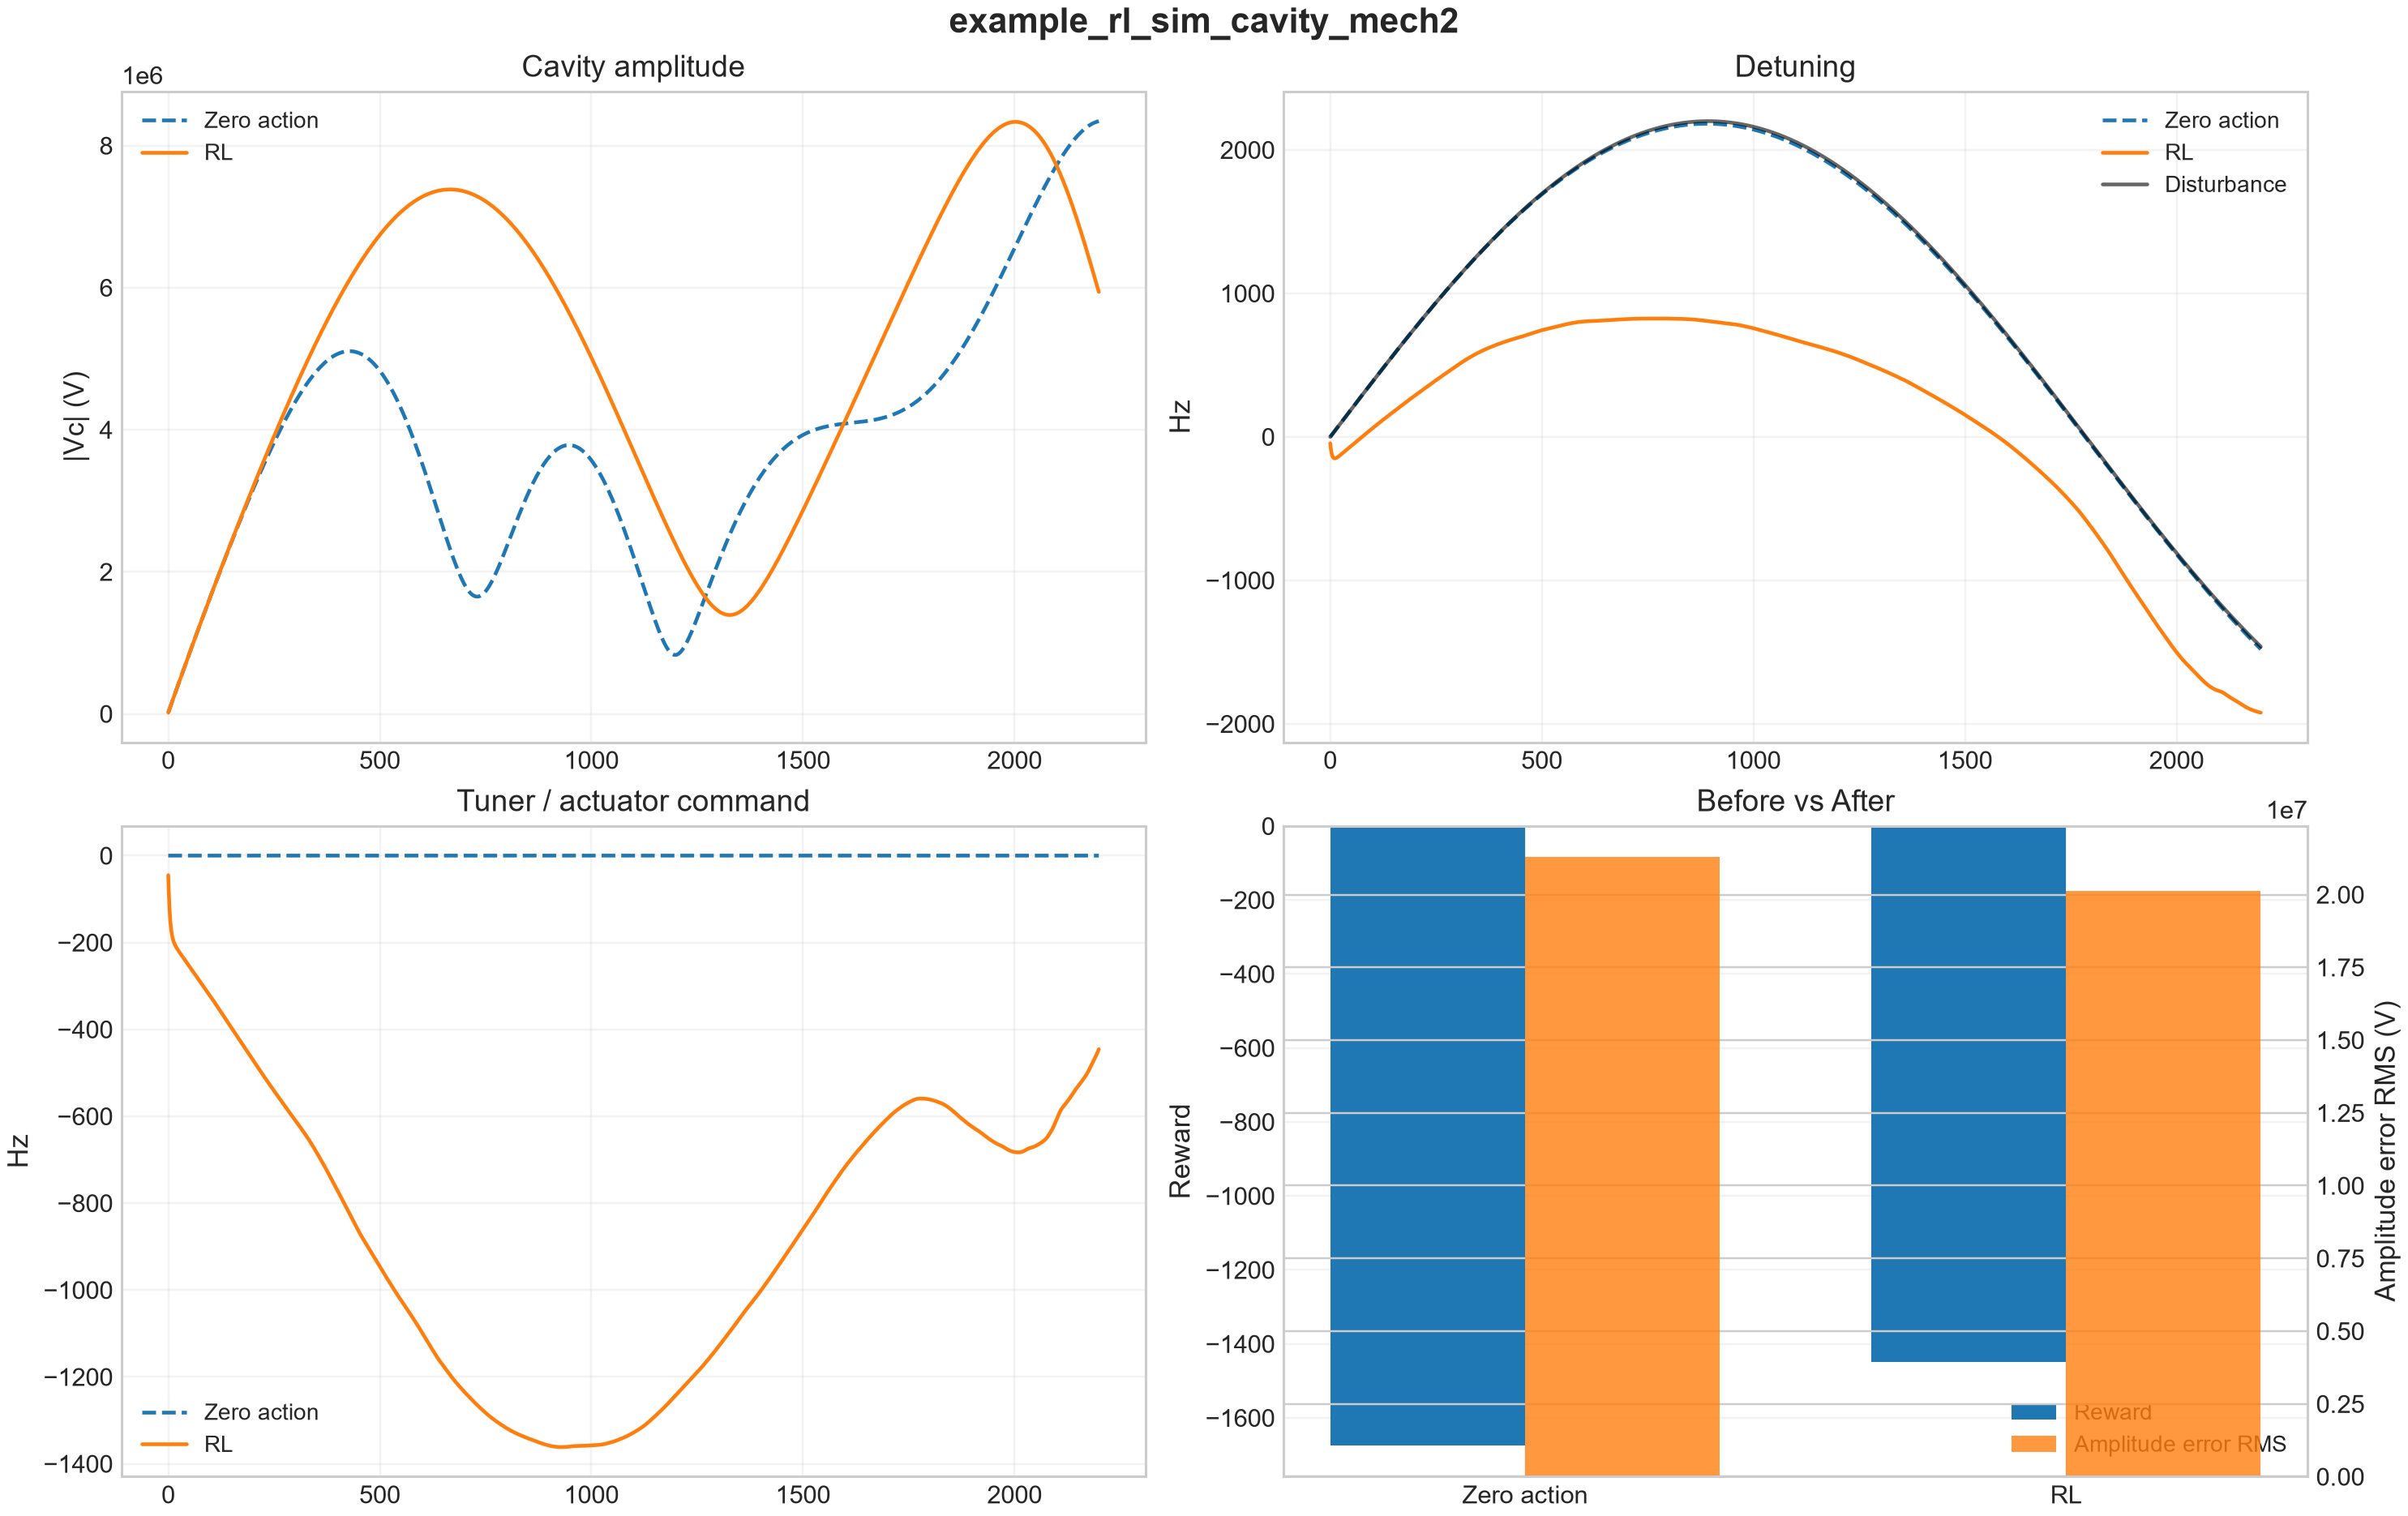 example_rl_sim_cavity_mech2
Cavity amplitude
1e6
|Vc| (V)
8
6
4
2
0
0 500 1000 1500 2000
Zero action
RL
Detuning
Hz
2000
1000
0
−1000
−2000
0 500 1000 1500 2000
Zero action
RL
Disturbance
Tuner / actuator command
Hz
0
−200
−400
−600
−800
−1000
−1200
−1400
0 500 1000 1500 2000
Zero action
RL
Before vs After
1e7
Reward
0
−200
−400
−600
−800
−1000
−1200
−1400
−1600
Zero action RL
Reward
Amplitude error RMS
2.00
1.75
1.50
1.25
1.00
0.75
0.50
0.25
0.00
Amplitude error RMS (V)